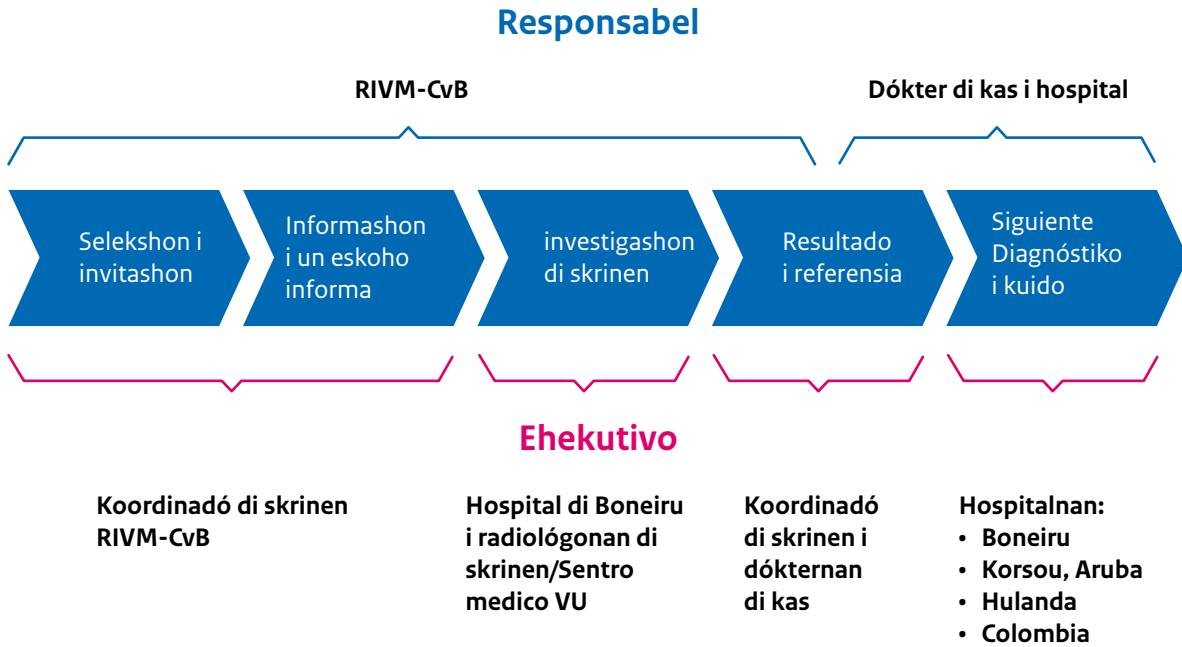 Responsabel
RIVM-CvB
Dókter di kas i hospital
Selekshon i
invitashon
Informashon
i un eskoho
informa
investigashon
di skrinen
Resultado
i referensia
Siguiente
Diagnóstiko
i kuido
Ehekutivo
Koordinadó di skrinen
RIVM-CvB
Hospital di Boneiru
i radiológonan di
skrinen/Sentro
medico VU
Koordinadó
di skrinen i
dókternan
di kas
Hospitalnan:
• Boneiru
• Korsou, Aruba
• Hulanda
• Colombia